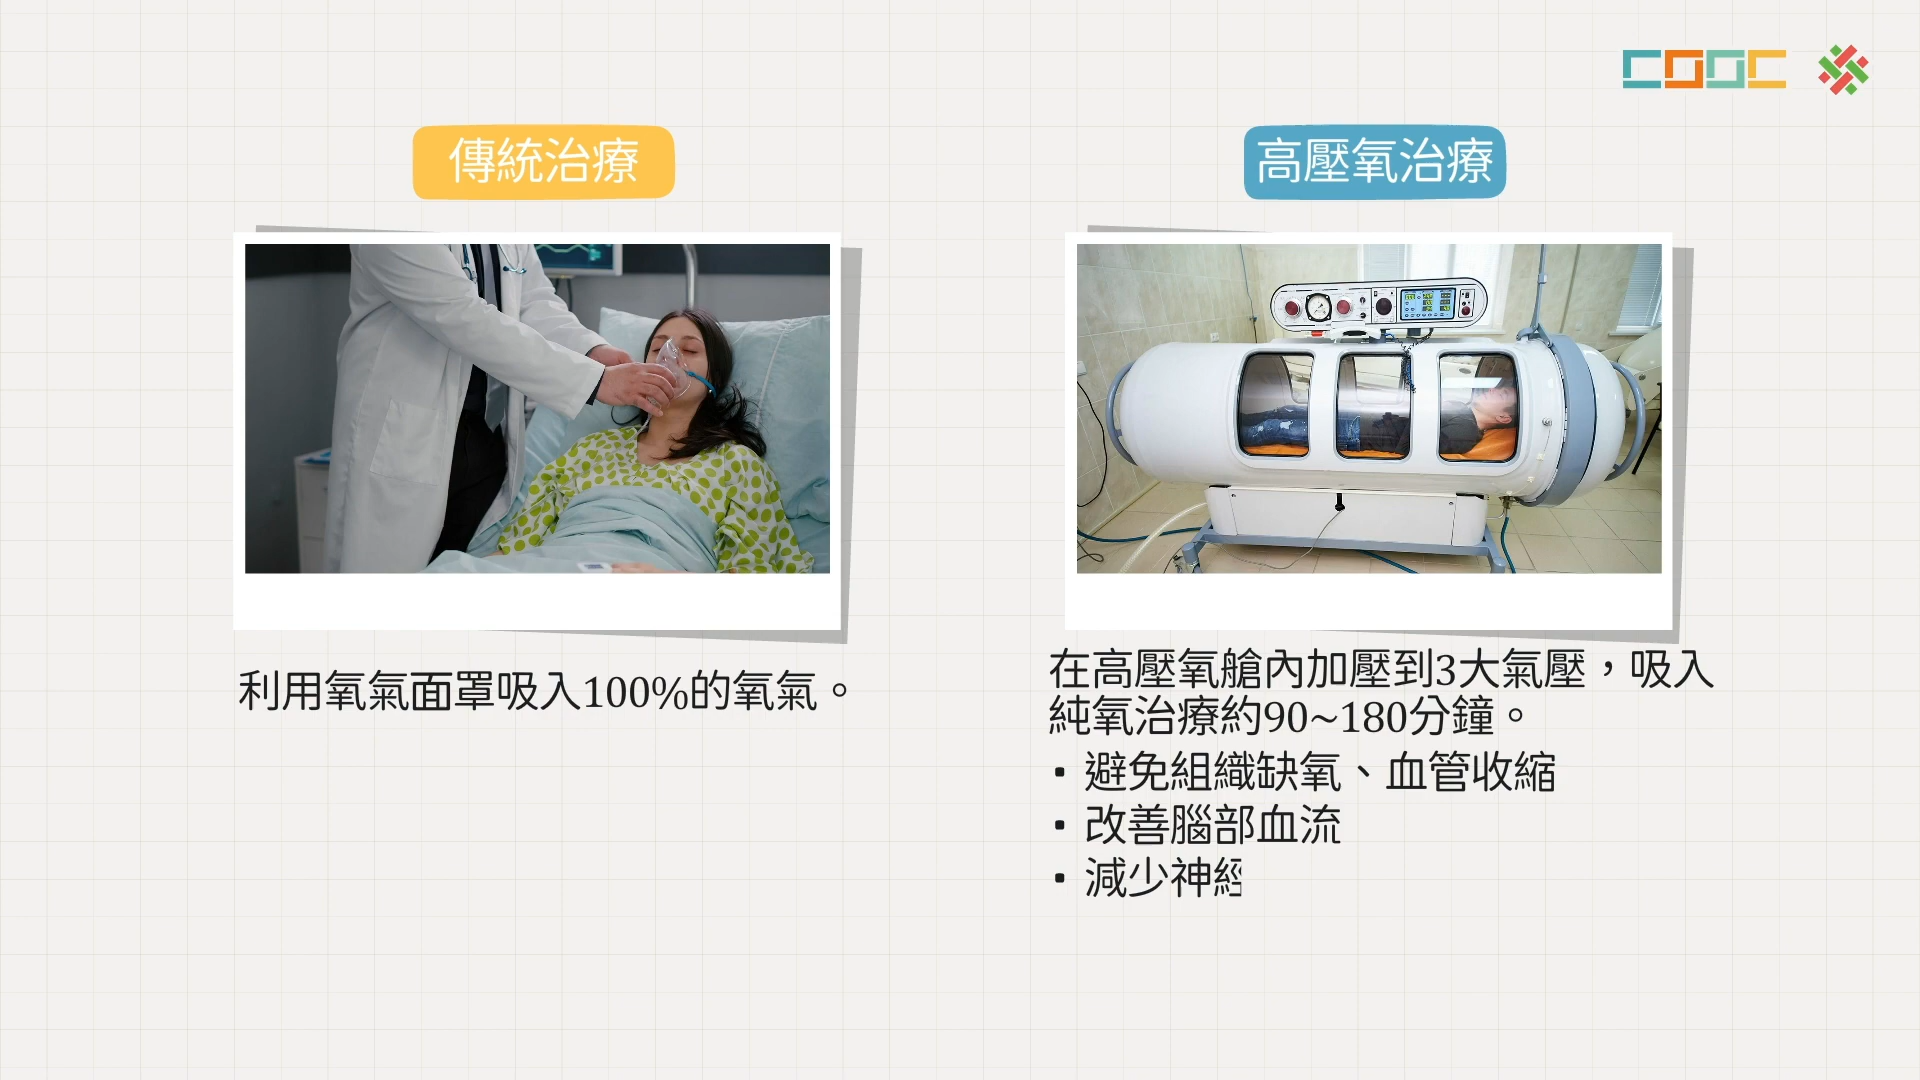 COOC
傳統治療
高壓氧治療
利用氧氣面罩吸入100%的氧氣。
在高壓氧艙內加壓到3大氣壓，吸入
純氧治療約90~180分鐘。
▪ 避免組織缺氧、血管收縮
▪ 改善腦部血流
▪ 減少神經